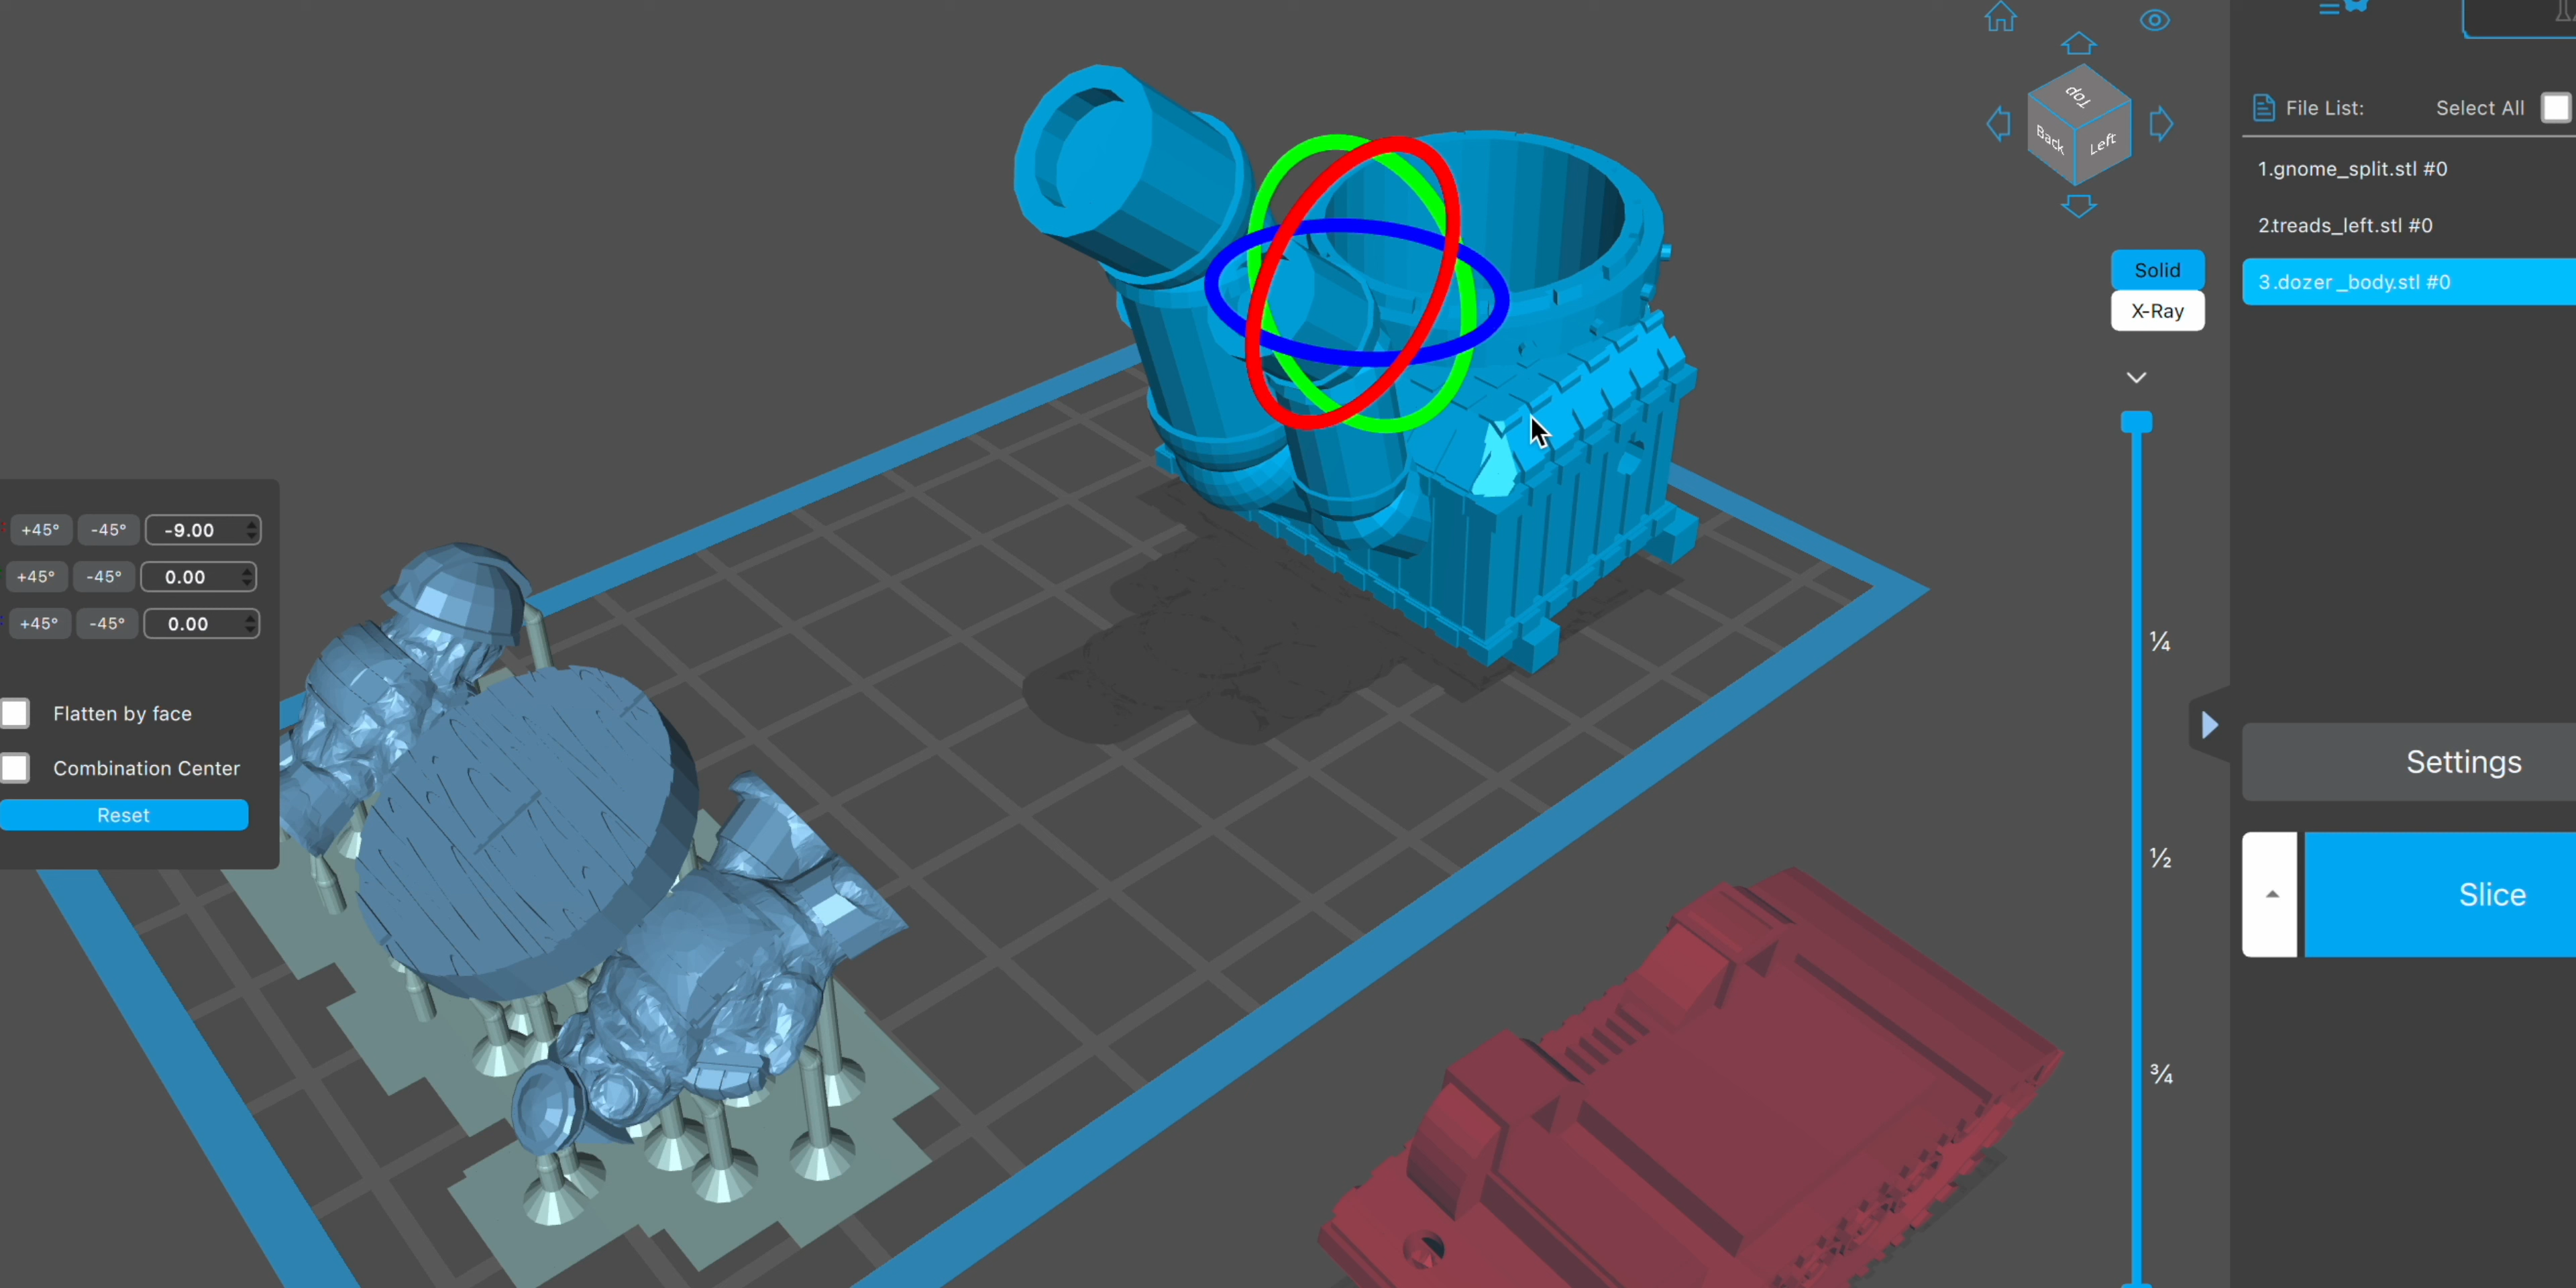 Top
Back
Left
File List:
Select All
1.gnome_split.stl #0
2.treads_left.stl #0
3.dozer_body.stl #0
Solid
X-Ray
+45° -45° -9.00
+45° -45° 0.00
+45° -45° 0.00
Flatten by face
Combination Center
Reset
¼
½
¾
Settings
Slice